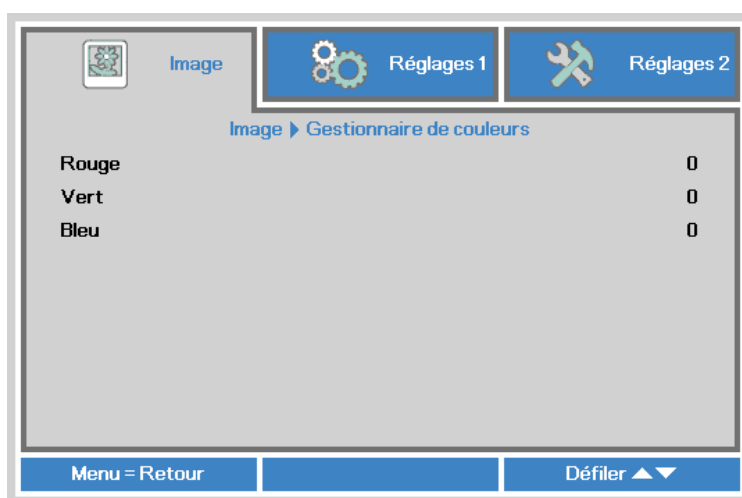 Image
Réglages 1
Réglages 2
Image ▶ Gestionnaire de couleurs
Rouge 0
Vert 0
Bleu 0
Menu = Retour
Défiler ▲▼